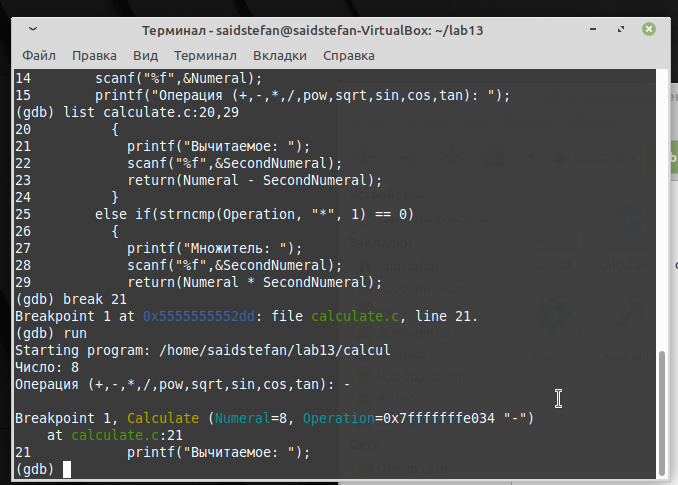 Терминал - saidstefan@saidstefan-VirtualBox: ~/lab13
Файл Правка Вид Терминал Вкладки Справка
14        scanf("%f",&Numeral);
15        printf("Операция (+,-,*,/,pow,sqrt,sin,cos,tan): ");
(gdb) list calculate.c:20,29
20          {
21            printf("Вычитаемое: ");
22            scanf("%f",&SecondNumeral);
23            return(Numeral - SecondNumeral);
24          }
25        else if(strncmp(Operation, "*", 1) == 0)
26          {
27            printf("Множитель: ");
28            scanf("%f",&SecondNumeral);
29            return(Numeral * SecondNumeral);
(gdb) break 21
Breakpoint 1 at 0x5555555552dd: file calculate.c, line 21.
(gdb) run
Starting program: /home/saidstefan/lab13/calcul
Число: 8
Операция (+,-,*,/,pow,sqrt,sin,cos,tan): -
Breakpoint 1, Calculate (Numeral=8, Operation=0x7fffffffe034 "-")
    at calculate.c:21
21            printf("Вычитаемое: ");
(gdb)